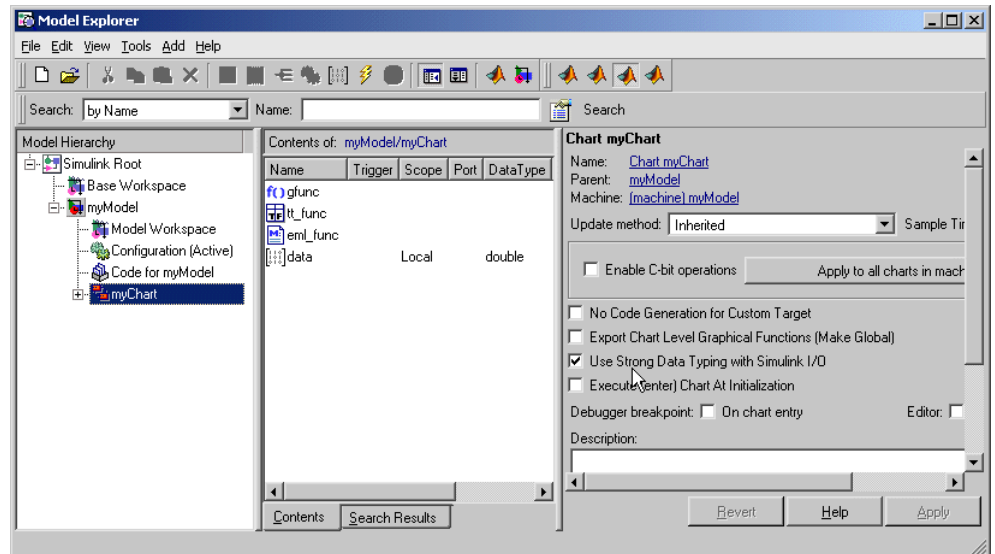 Model Explorer
File Edit View Tools Add Help
Search: by Name Name: Search
Model Hierarchy
Simulink Root
Base Workspace
myModel
Model Workspace
Configuration (Active)
Code for myModel
myChart
Contents of: myModel/myChart
Name Trigger Scope Port DataType
f() gfunc
tt_func
eml_func
data Local double
Contents Search Results
Chart myChart
Name: Chart myChart
Parent: myModel
Machine: (machine) myModel
Update method: Inherited Sample Tir
Enable C-bit operations Apply to all charts in mach
No Code Generation for Custom Target
Export Chart Level Graphical Functions (Make Global)
Use Strong Data Typing with Simulink I/O
Execute (enter) Chart At Initialization
Debugger breakpoint: On chart entry Editor:
Description:
Revert Help Apply